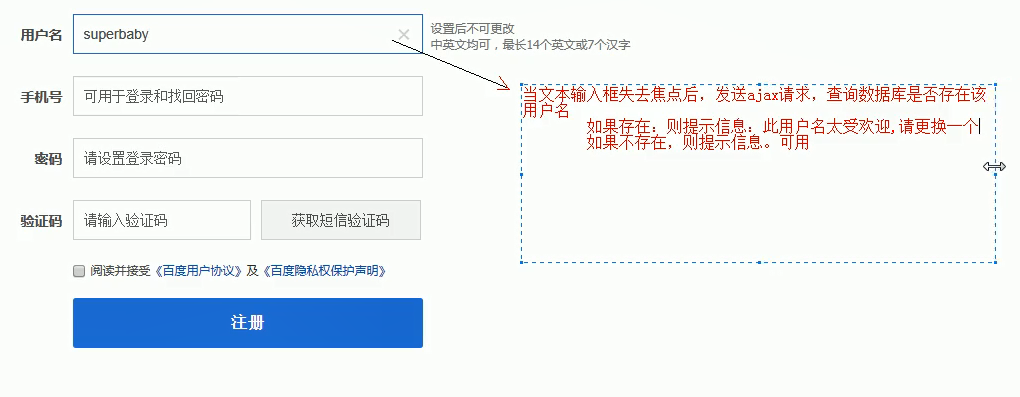 用户名
superbaby
设置后不可更改
中英文均可，最长14个英文或7个汉字
手机号
可用于登录和找回密码
密码
请设置登录密码
验证码
请输入验证码
获取短信验证码
阅读并接受《百度用户协议》及《百度隐私权保护声明》
注册
当文本输入框失去焦点后，发送ajax请求，查询数据库是否存在该
用户名
如果存在：则提示信息：此用户名太受欢迎,请更换一个
如果不存在，则提示信息。可用